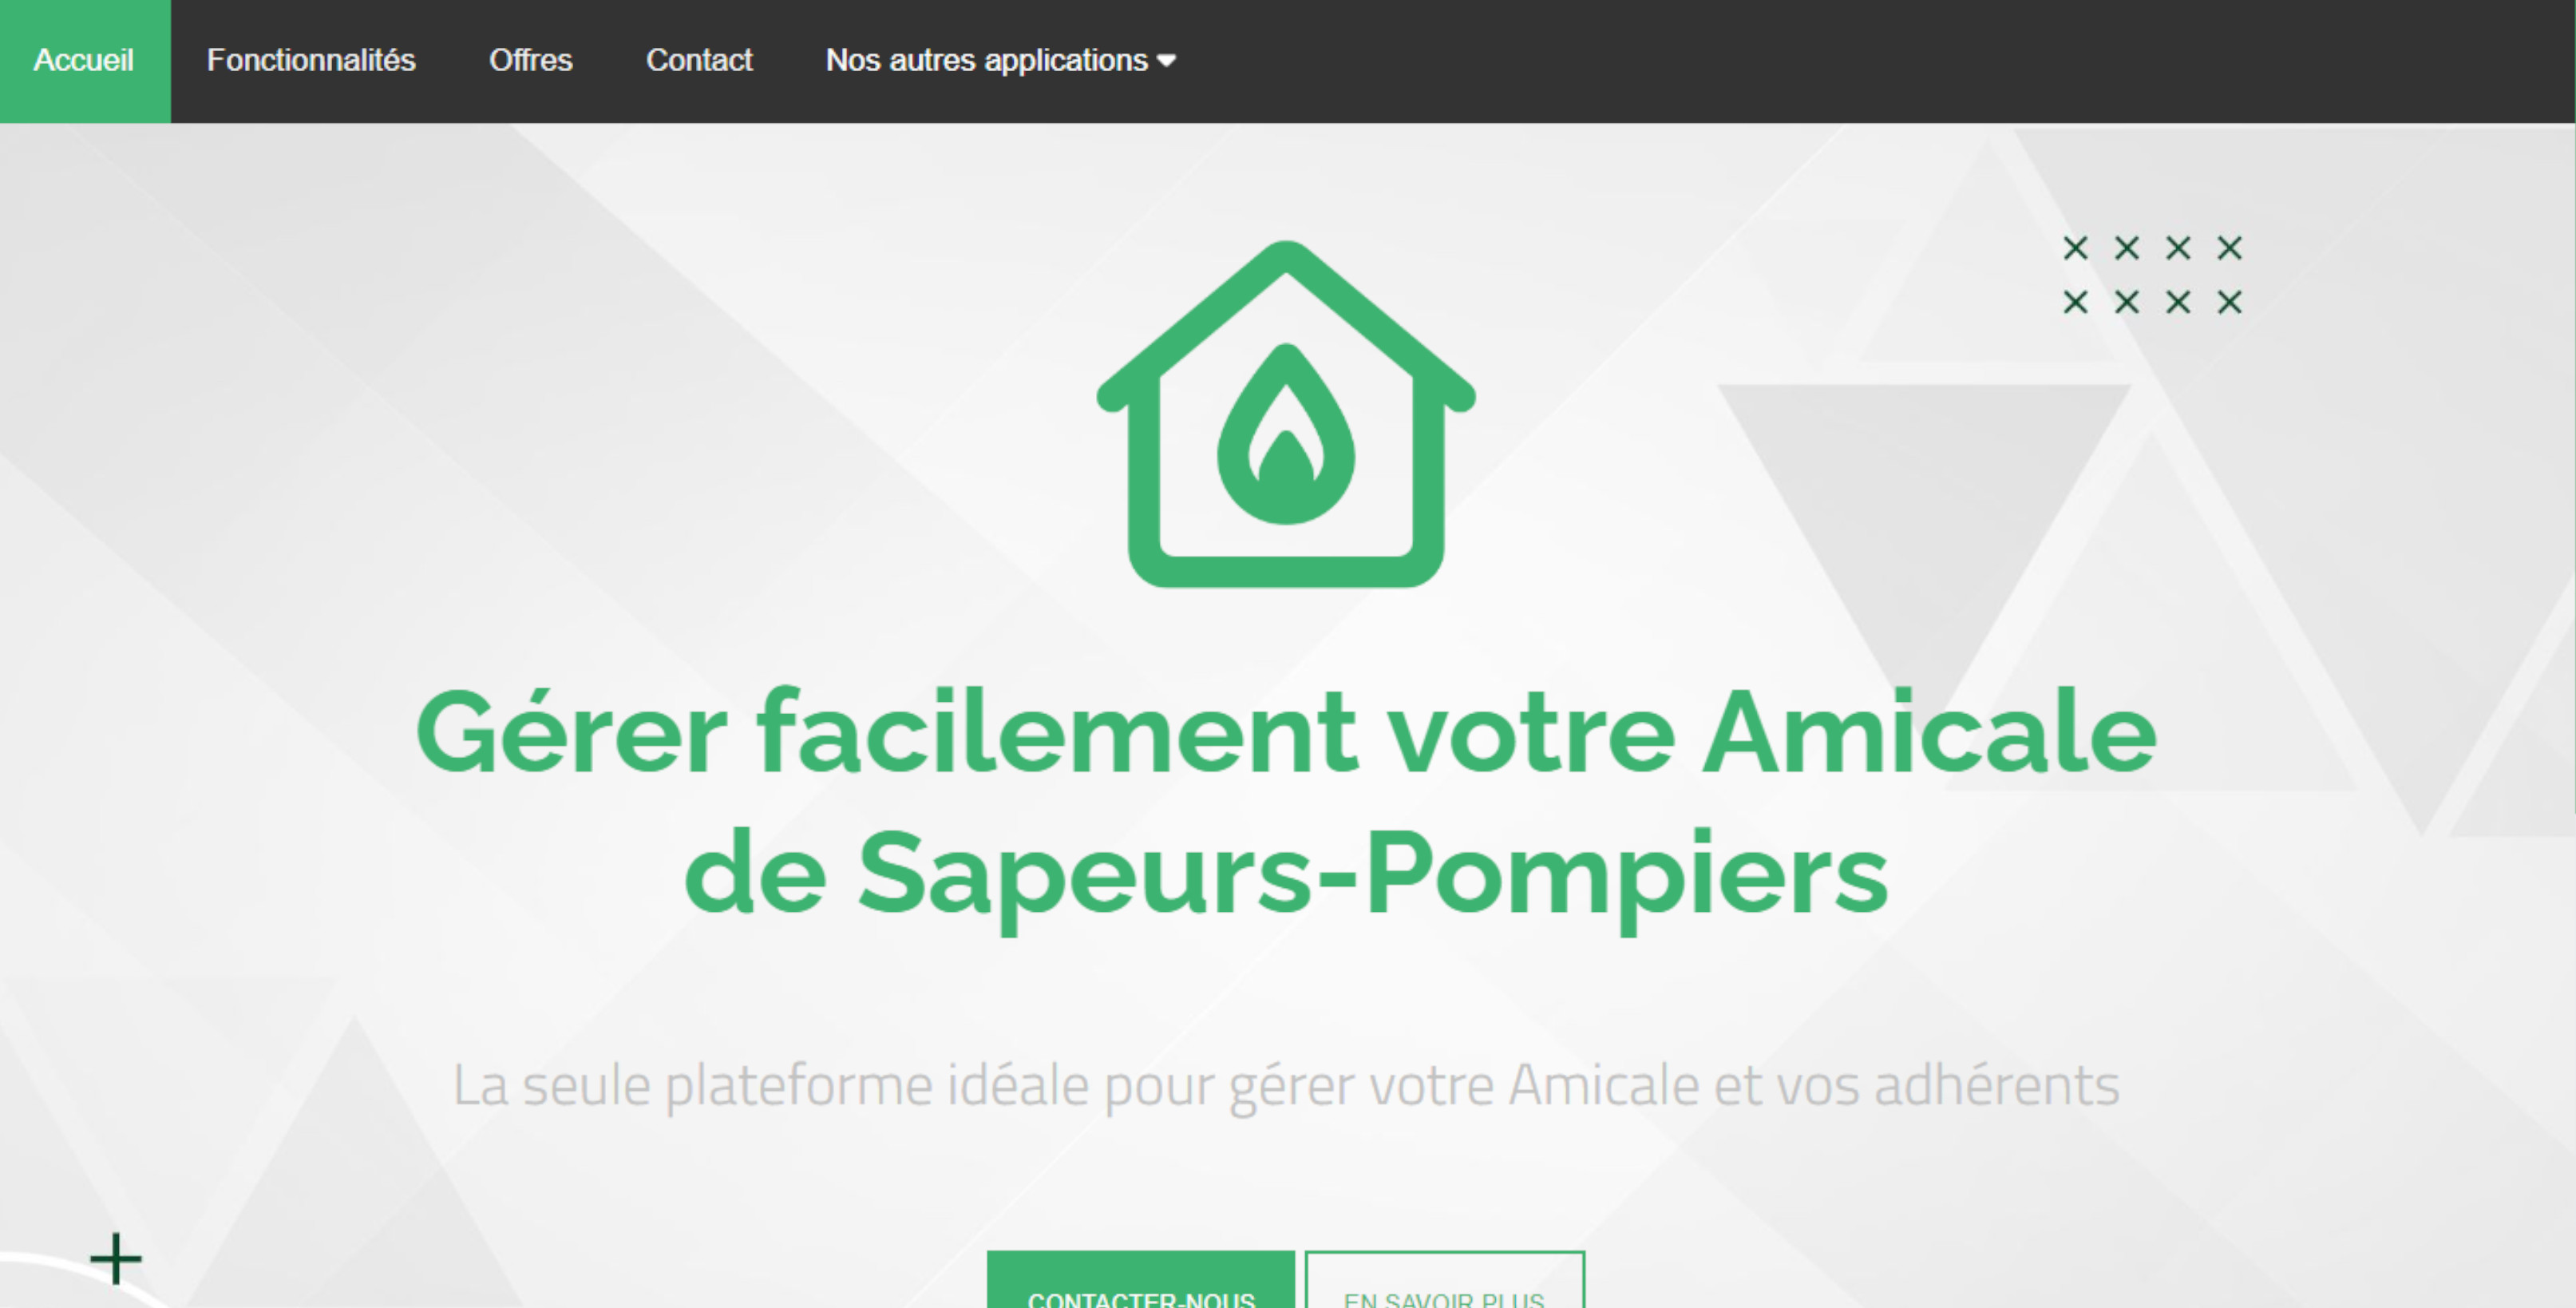 Accueil Fonctionnalités Offres Contact Nos autres applications
Gérer facilement votre Amicale
de Sapeurs-Pompiers
La seule plateforme idéale pour gérer votre Amicale et vos adhérents
CONTACTER-NOUS EN SAVOIR PLUS